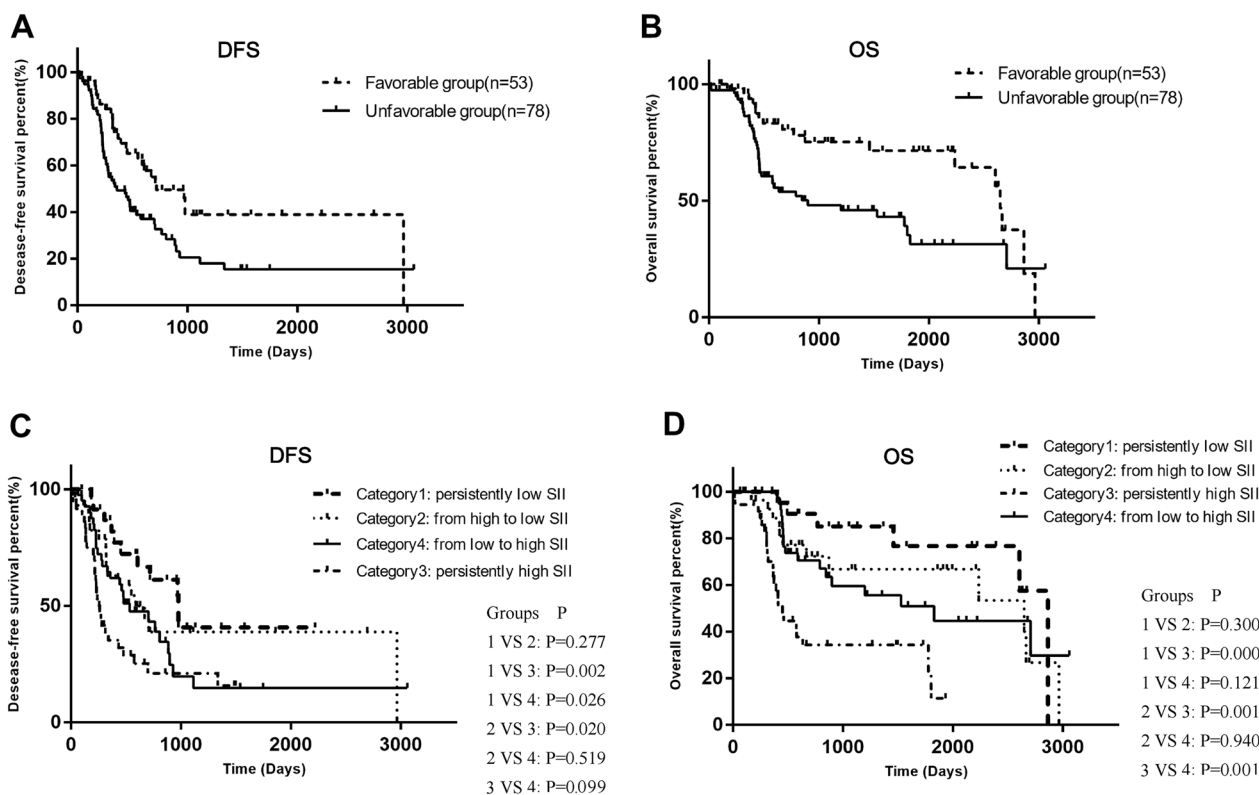 A
DFS
Desease-free survival percent(%)
100
80
60
40
20
0
0 1000 2000 3000
Time (Days)
Favorable group(n=53)
Unfavorable group(n=78)
B
OS
Overall survival percent(%)
100
50
0
0 1000 2000 3000
Time (Days)
Favorable group(n=53)
Unfavorable group(n=78)
C
DFS
Desease-free survival percent(%)
100
50
0
0 1000 2000 3000
Time (Days)
Category1: persistently low SII
Category2: from high to low SII
Category4: from low to high SII
Category3: persistently high SII
Groups P
1 VS 2: P=0.277
1 VS 3: P=0.002
1 VS 4: P=0.026
2 VS 3: P=0.020
2 VS 4: P=0.519
3 VS 4: P=0.099
D
OS
Overall survival percent(%)
100
80
60
40
20
0
0 1000 2000 3000
Time (Days)
Category1: persistently low SII
Category2: from high to low SII
Category3: persistently high SII
Category4: from low to high SII
Groups P
1 VS 2: P=0.300
1 VS 3: P=0.000
1 VS 4: P=0.121
2 VS 3: P=0.001
2 VS 4: P=0.940
3 VS 4: P=0.001